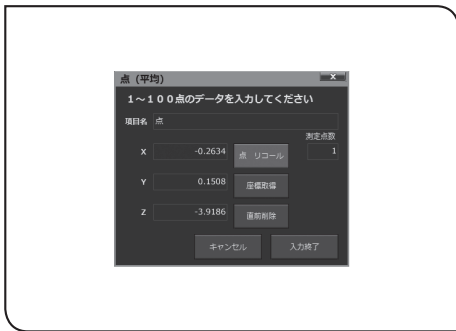 点 (平均)
1~100点のデータを入力してください
項目名 点
測定点数
X -0.2634 点 リコール 1
Y 0.1508 座標取得
Z -3.9186 直前削除
キャンセル 入力終了